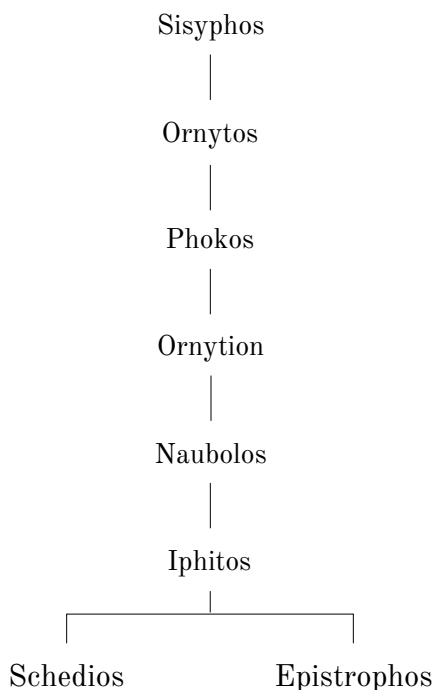 Sisyphos
Ornytos
Phokos
Ornytion
Naubolos
Iphitos
Schedios Epistrophos